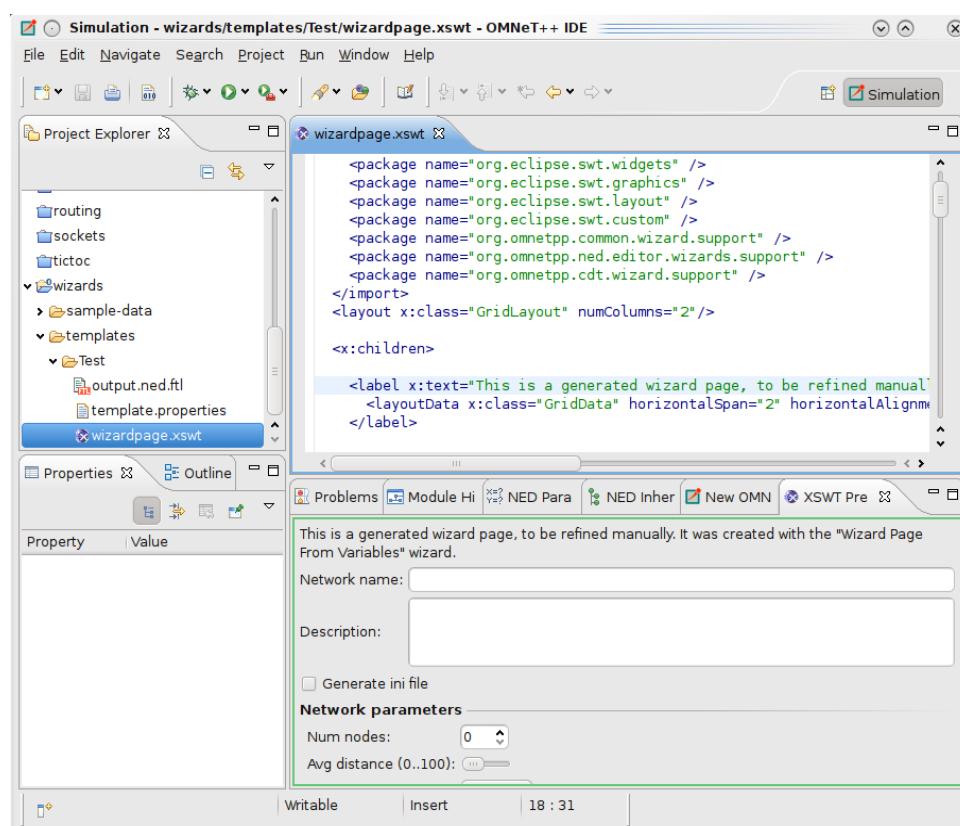 Simulation - wizards/templates/Test/wizardpage.xswt - OMNeT++ IDE
File Edit Navigate Search Project Run Window Help
010
Simulation
Project Explorer
wizardpage.xswt
routing
sockets
tictoc
wizards
sample-data
templates
Test
output.ned.ftl
template.properties
wizardpage.xswt
<package name="org.eclipse.swt.widgets" />
<package name="org.eclipse.swt.graphics" />
<package name="org.eclipse.swt.layout" />
<package name="org.eclipse.swt.custom" />
<package name="org.omnetpp.common.wizard.support" />
<package name="org.omnetpp.ned.editor.wizards.support" />
<package name="org.omnetpp.cdt.wizard.support" />
</import>
<layout x:class="GridLayout" numColumns="2"/>
<x:children>
<label x:text="This is a generated wizard page, to be refined manuall
<layoutData x:class="GridData" horizontalSpan="2" horizontalAlignme
</label>
Properties Outline
Property Value
Problems Module Hi NED Para NED Inher New OMN XSWT Pre
This is a generated wizard page, to be refined manually. It was created with the "Wizard Page
From Variables" wizard.
Network name:
Description:
Generate ini file
Network parameters
Num nodes: 0
Avg distance (0..100):
Writable Insert 18 : 31